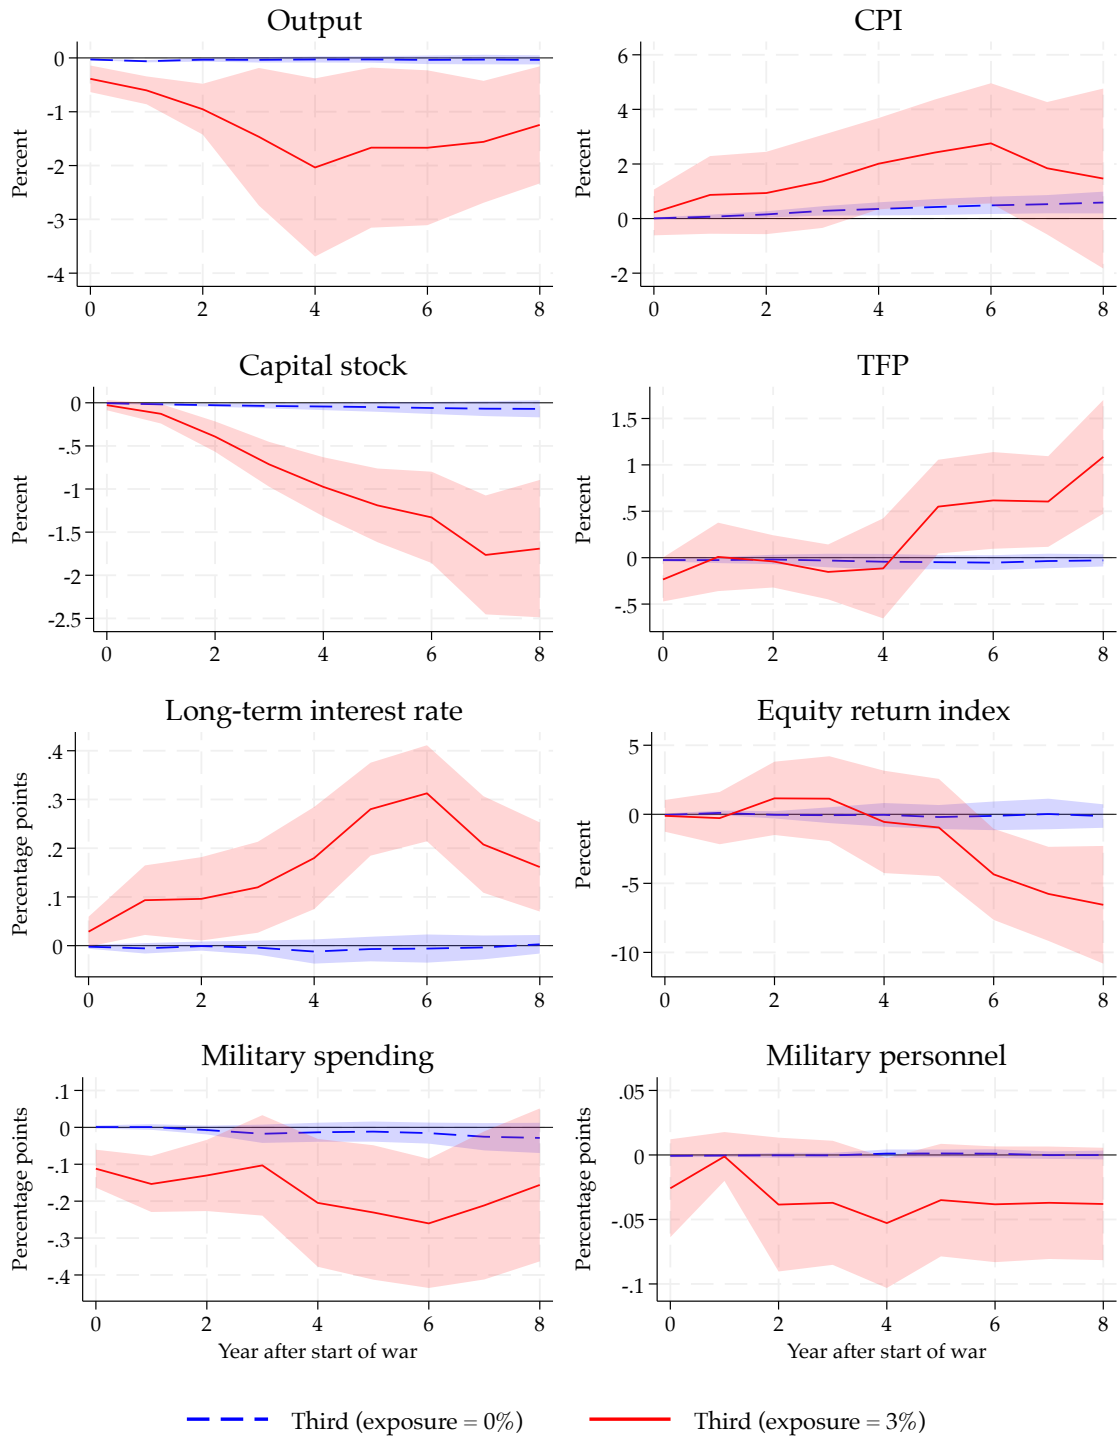 Output
CPI
Percent
0
-1
-2
-3
-4
0 2 4 6 8
Percent
6
4
2
0
-2
0 2 4 6 8
Capital stock
TFP
Percent
0
-.5
-1
-1.5
-2
-2.5
0 2 4 6 8
Percent
1.5
1
.5
0
-.5
0 2 4 6 8
Long-term interest rate
Equity return index
Percentage points
.4
.3
.2
.1
0
0 2 4 6 8
Percent
5
0
-5
-10
0 2 4 6 8
Military spending
Military personnel
Percentage points
.1
0
-.1
-.2
-.3
-.4
0 2 4 6 8
Year after start of war
Percentage points
.05
0
-.05
-.1
0 2 4 6 8
Year after start of war
Third (exposure = 0%)
Third (exposure = 3%)